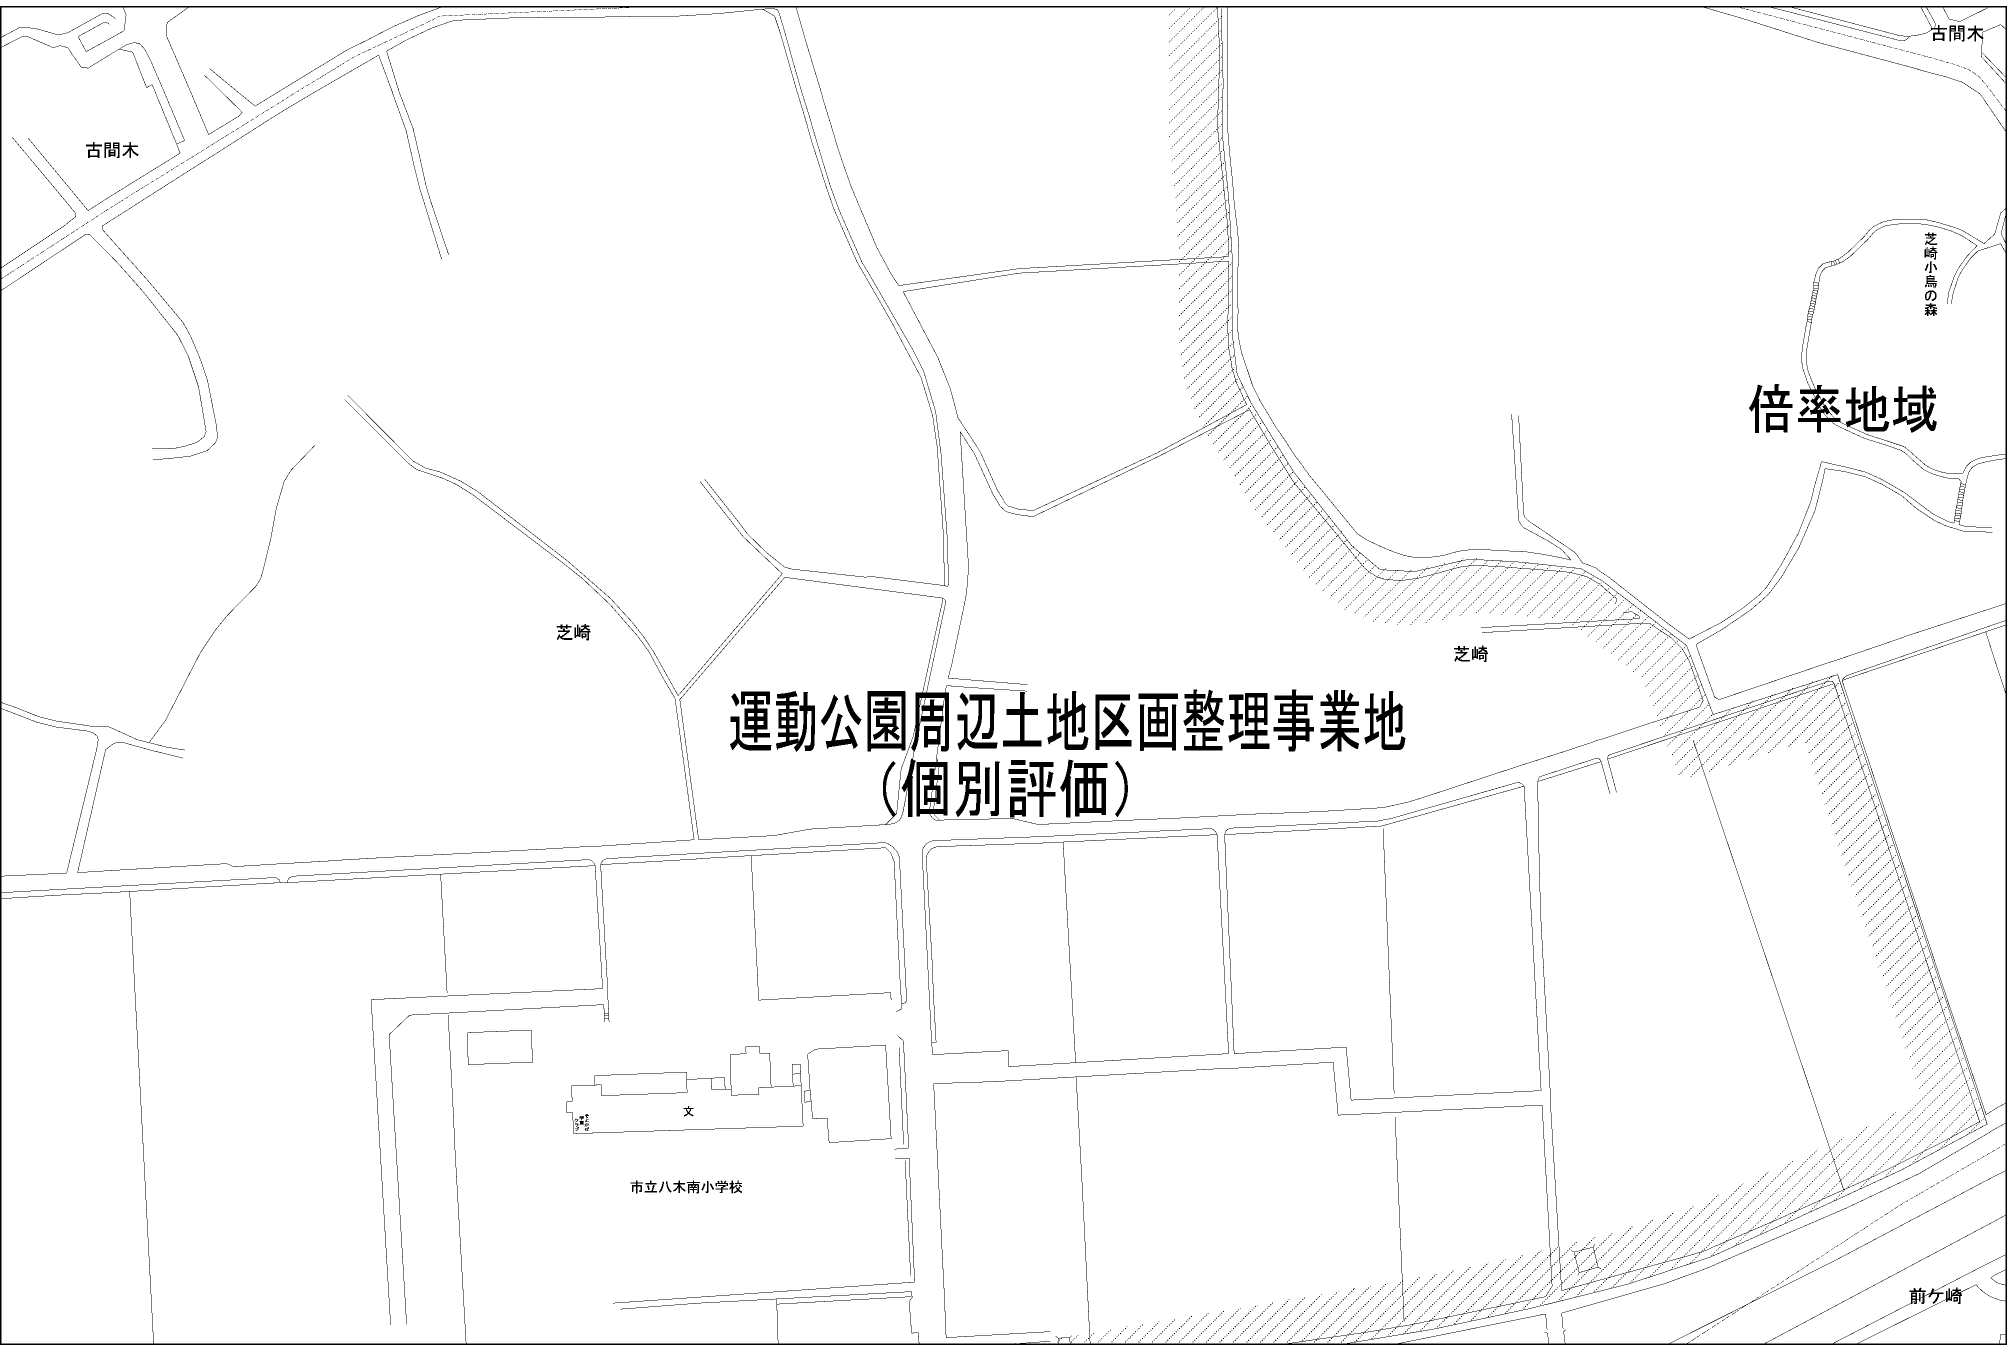 古間木
古間木
芝崎小鳥の森
倍率地域
芝崎
芝崎
運動公園周辺土地区画整理事業地
(個別評価)
文
市立八木南小学校
前ケ崎